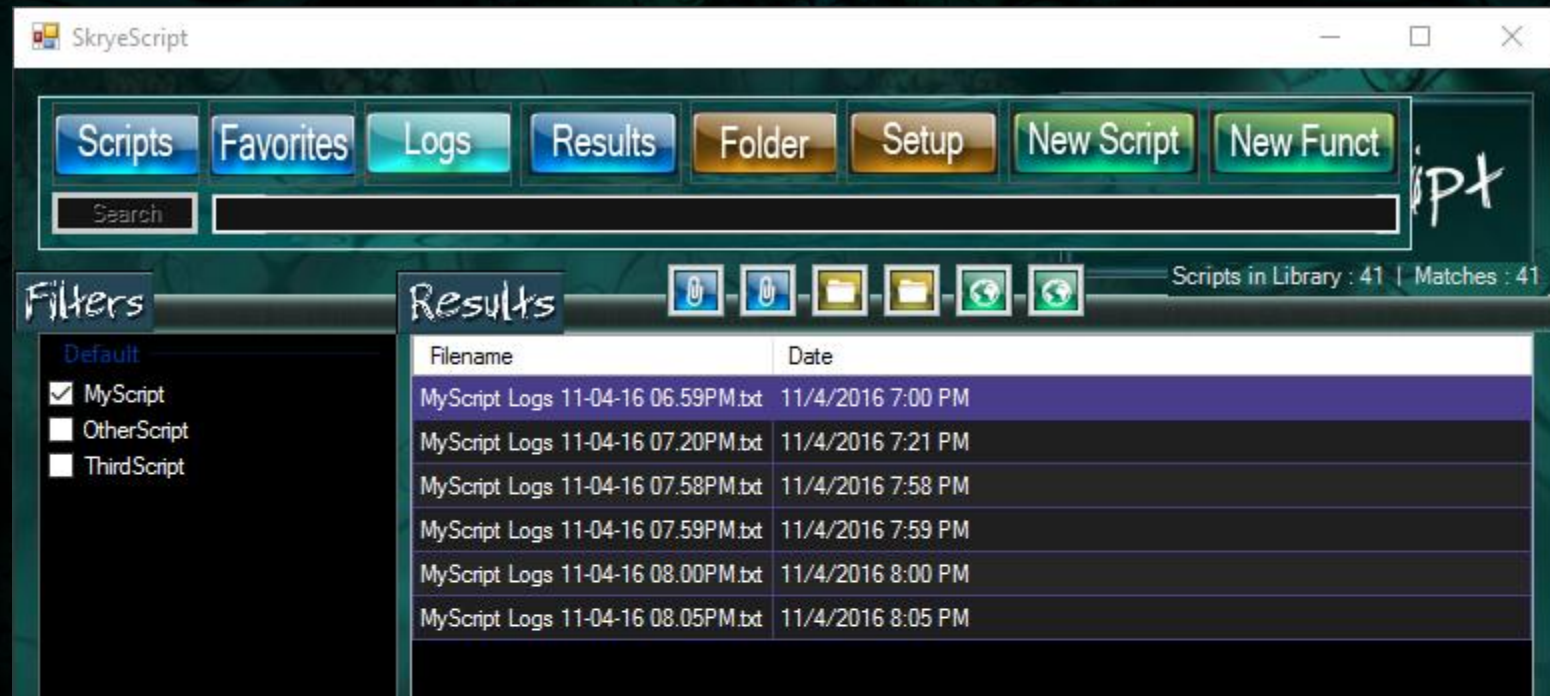 SkryeScript
Scripts Favorites Logs Results Folder Setup New Script New Funct
Search
ipt
Scripts in Library : 41 | Matches : 41
Filters
Results
Default
MyScript
OtherScript
ThirdScript
Filename Date
MyScript Logs 11-04-16 06.59PM.txt 11/4/2016 7:00 PM
MyScript Logs 11-04-16 07.20PM.txt 11/4/2016 7:21 PM
MyScript Logs 11-04-16 07.58PM.txt 11/4/2016 7:58 PM
MyScript Logs 11-04-16 07.59PM.txt 11/4/2016 7:59 PM
MyScript Logs 11-04-16 08.00PM.txt 11/4/2016 8:00 PM
MyScript Logs 11-04-16 08.05PM.txt 11/4/2016 8:05 PM